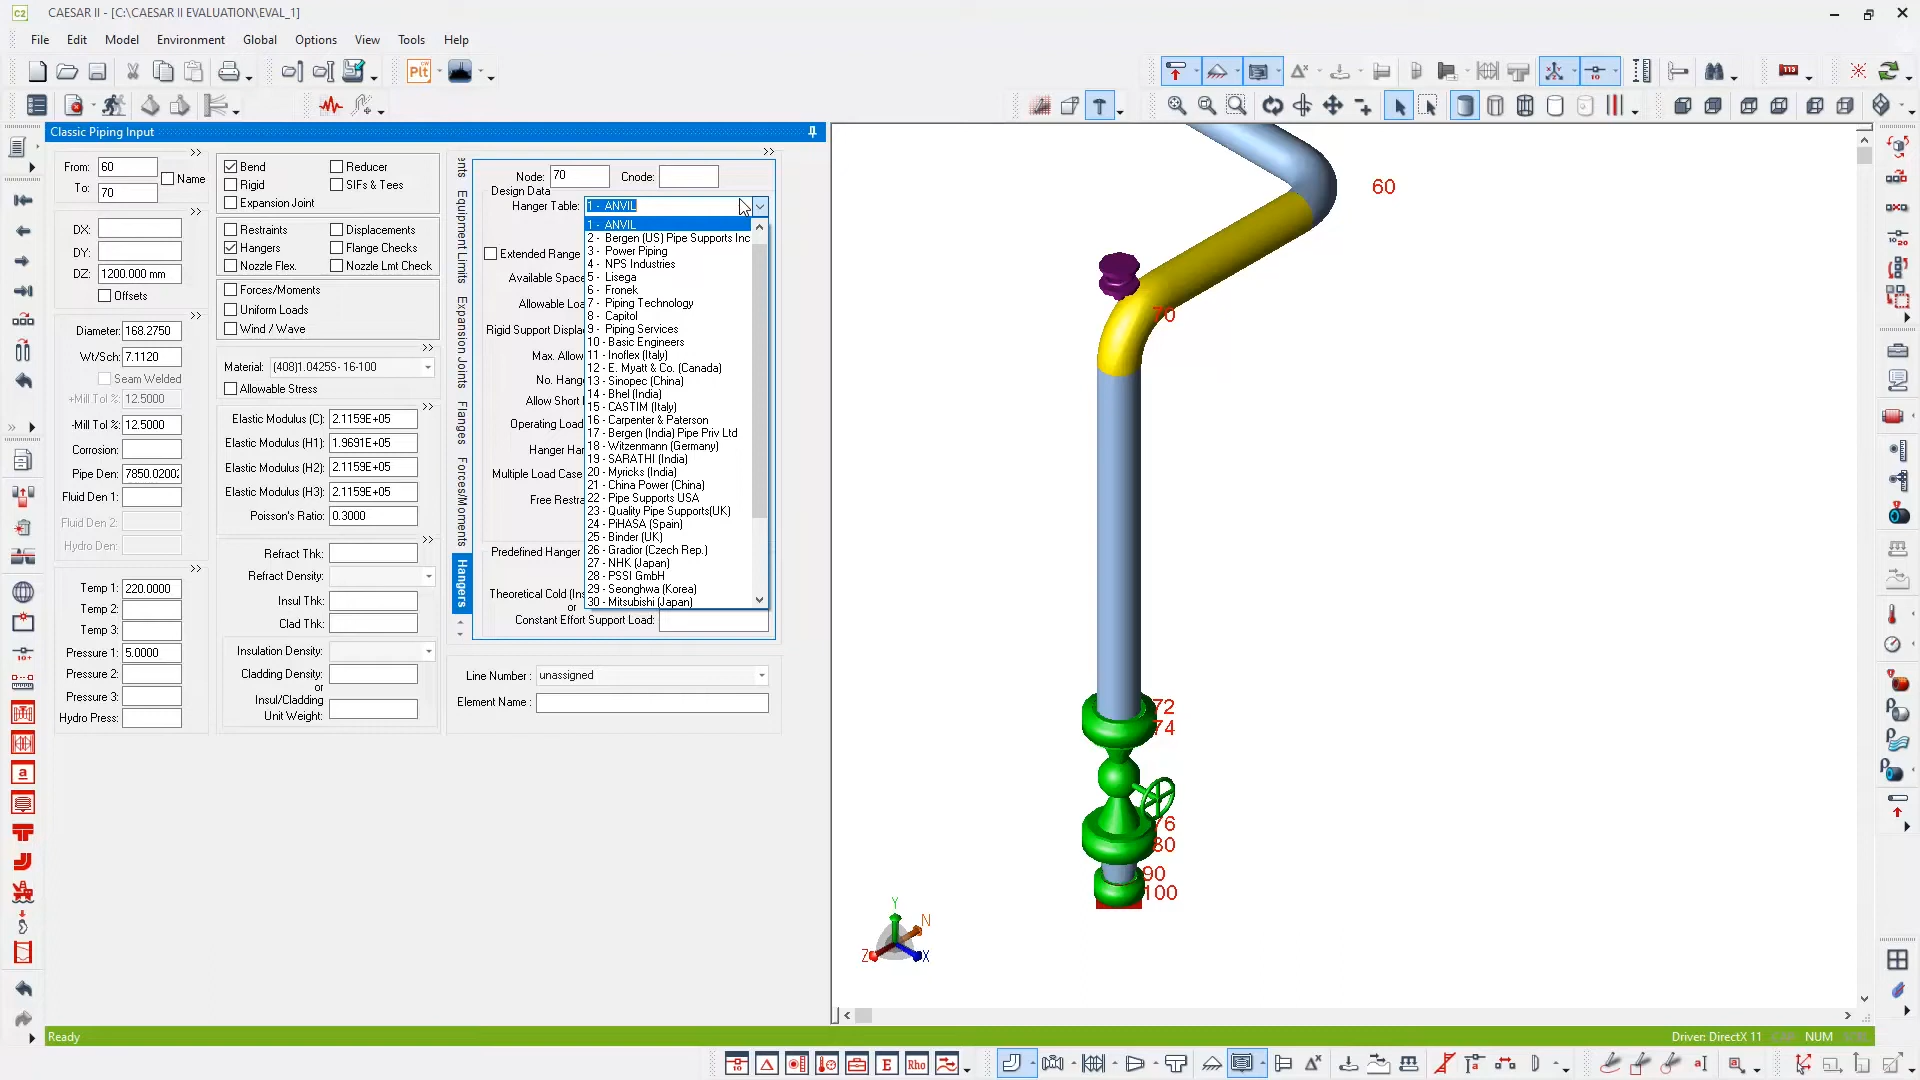 C2 CAESAR II - [C:\CAESAR II EVALUATION\EVAL_1]
File Edit Model Environment Global Options View Tools Help
Plt
113
Classic Piping Input
From: 60
To: 70
Name
DX:
DY:
DZ: 1200.000 mm
Offsets
Diameter: 168.2750
Wt/Sch: 7.1120
Seam Welded
+Mill Tol %: 12.5000
-Mill Tol %: 12.5000
Corrosion:
Pipe Den: 7850.02002
Fluid Den 1:
Fluid Den 2:
Hydro Den:
Temp 1: 220.0000
Temp 2:
Temp 3:
Pressure 1: 5.0000
Pressure 2:
Pressure 3:
Hydro Press:
Bend Reducer
Rigid SIFs & Tees
Expansion Joint
Restraints Displacements
Hangers Flange Checks
Nozzle Flex. Nozzle Lmt Check
Forces/Moments
Uniform Loads
Wind / Wave
Material: (408)1.0425S- 16-100
Allowable Stress
Elastic Modulus (C): 2.1159E+05
Elastic Modulus (H1): 1.9691E+05
Elastic Modulus (H2): 2.1159E+05
Elastic Modulus (H3): 2.1159E+05
Poisson's Ratio: 0.3000
Refract Thk:
Refract Density:
Insul Thk:
Clad Thk:
Insulation Density:
Cladding Density:
or
Insul/Cladding
Unit Weight:
nts
Equipment Limits
Expansion Joints
Flanges
Forces/Moments
Hangers
Node: 70 Cnode:
Design Data
Hanger Table: 1 - ANVIL
Extended Range
Available Space
Allowable Loa
Rigid Support Displa
Max. Allow
No. Hang
Allow Short
Operating Load
Hanger Har
Multiple Load Case
Free Restra
Predefined Hanger
Theoretical Cold (Ins
or
Constant Effort Support Load:
1 - ANVIL
2 - Bergen (US) Pipe Supports Inc
3 - Power Piping
4 - NPS Industries
5 - Lisega
6 - Fronek
7 - Piping Technology
8 - Capitol
9 - Piping Services
10 - Basic Engineers
11 - Inoflex (Italy)
12 - E. Myatt & Co. (Canada)
13 - Sinopec (China)
14 - Bhel (India)
15 - CASTIM (Italy)
16 - Carpenter & Paterson
17 - Bergen (India) Pipe Priv Ltd
18 - Witzenmann (Germany)
19 - SARATHI (India)
20 - Myricks (India)
21 - China Power (China)
22 - Pipe Supports USA
23 - Quality Pipe Supports(UK)
24 - PiHASA (Spain)
25 - Binder (UK)
26 - Gradior (Czech Rep.)
27 - NHK (Japan)
28 - PSSI GmbH
29 - Seonghwa (Korea)
30 - Mitsubishi (Japan)
Line Number : unassigned
Element Name :
60
70
72
74
76
80
90
100
Y
N
Z
X
Ready
Driver: DirectX 11 NUM
E
Rho